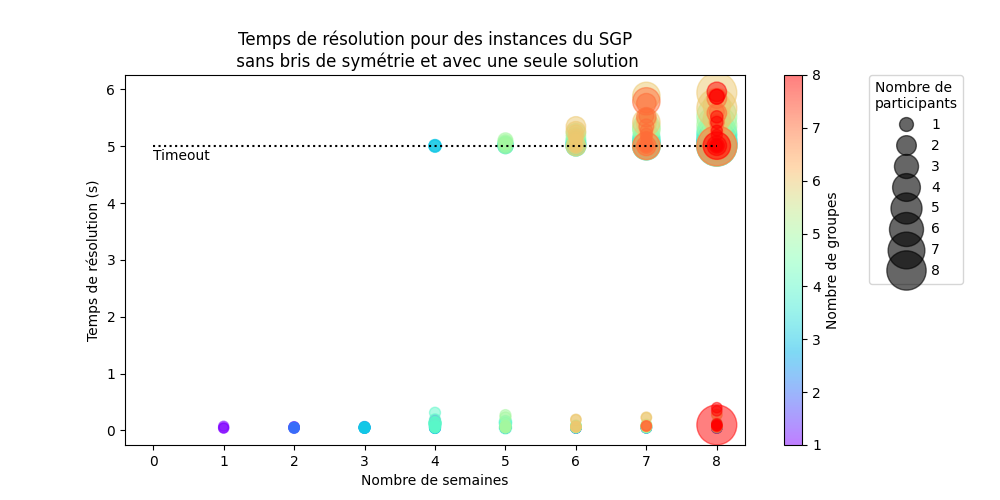 Temps de résolution pour des instances du SGP
sans bris de symétrie et avec une seule solution
Temps de résolution (s)
6
5
4
3
2
1
0
Timeout
0 1 2 3 4 5 6 7 8
Nombre de semaines
8
7
6
5
4
3
2
1
Nombre de groupes
Nombre de
participants
1
2
3
4
5
6
7
8